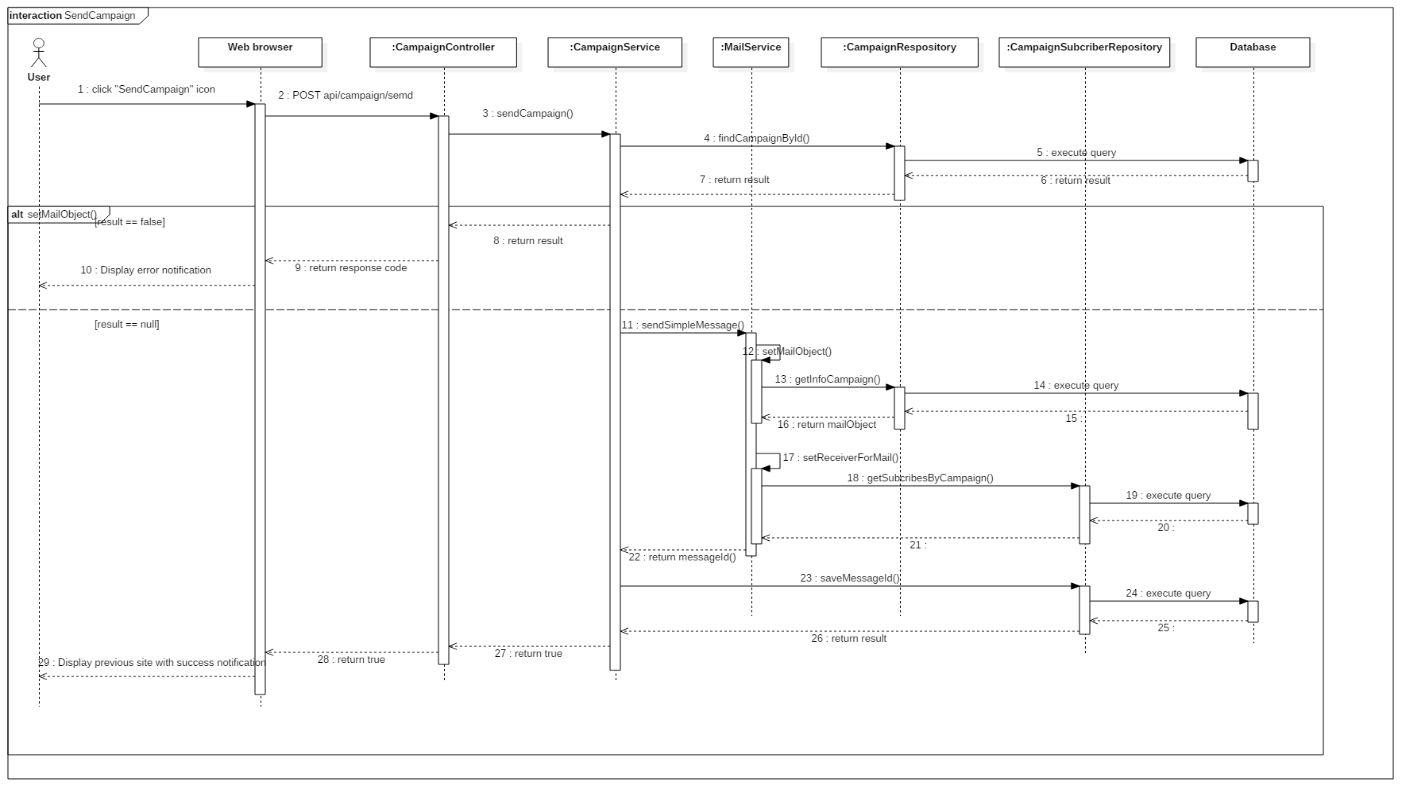 interaction SendCampaign
User
Web browser
:CampaignController
:CampaignService
:MailService
:CampaignRespository
:CampaignSubcriberRepository
Database
1 : click "SendCampaign" icon
2 : POST api/campaign/semd
3 : sendCampaign()
4 : findCampaignById()
5 : execute query
6 : return result
7 : return result
alt setMailObject()
[result == false]
8 : return result
9 : return response code
10 : Display error notification
[result == null]
11 : sendSimpleMessage()
12 : setMailObject()
13 : getInfoCampaign()
14 : execute query
15 :
16 : return mailObject
17 : setReceiverForMail()
18 : getSubcribesByCampaign()
19 : execute query
20 :
21 :
22 : return messageId()
23 : saveMessageId()
24 : execute query
25 :
26 : return result
27 : return true
28 : return true
29 : Display previous site with success notification